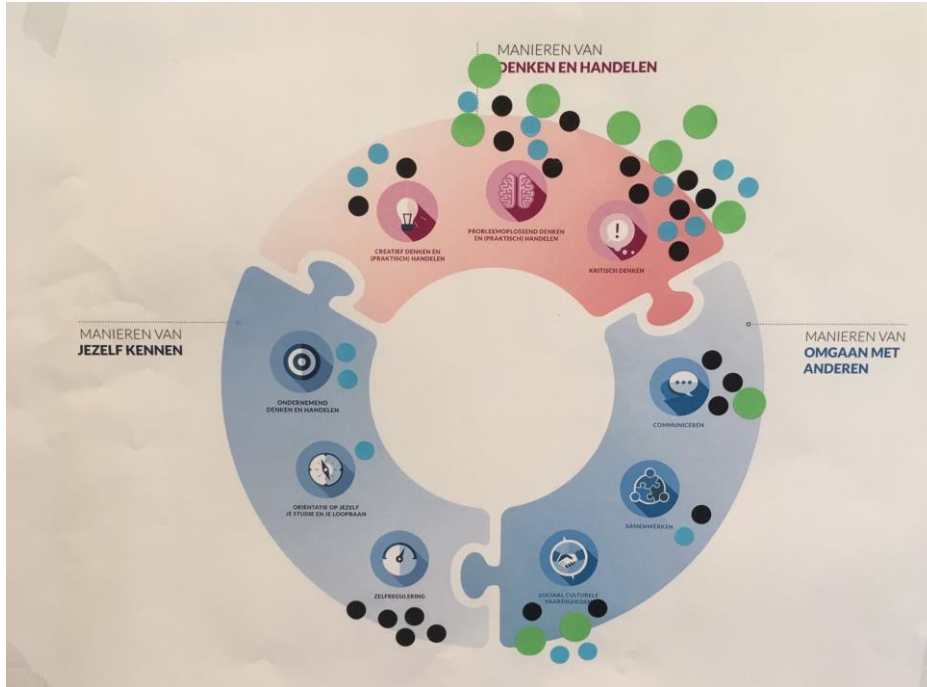 MANIEREN VAN
DENKEN EN HANDELEN
CREATIEF DENKEN EN
(PRAKTISCH) HANDELEN
PROBLEEMOPLOSSEND DENKEN
EN (PRAKTISCH) HANDELEN
KRITISCH DENKEN
MANIEREN VAN
JEZELF KENNEN
MANIEREN VAN
OMGAAN MET
ANDEREN
ONDERNEMEND
DENKEN EN HANDELEN
COMMUNICEREN
ORIËNTATIE OP JEZELF
JE STUDIE EN JE LOOPBAAN
SAMENWERKEN
ZELFREGULERING
SOCIAAL CULTURELE
VAARDIGHEDEN